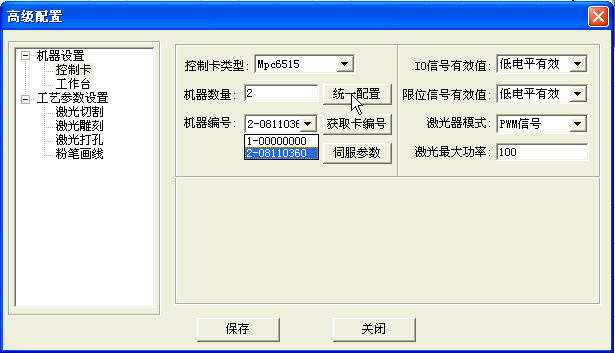 高级配置
机器设置
控制卡
工作台
工艺参数设置
激光切割
激光雕刻
激光打孔
粉笔画线
控制卡类型: Mpc6515
机器数量: 2 统一配置
机器编号: 2-0811036 获取卡编号
1-00000000
2-08110360 伺服参数
IO信号有效值: 低电平有效
限位信号有效值: 低电平有效
激光器模式: PWM信号
激光最大功率: 100
保存 关闭